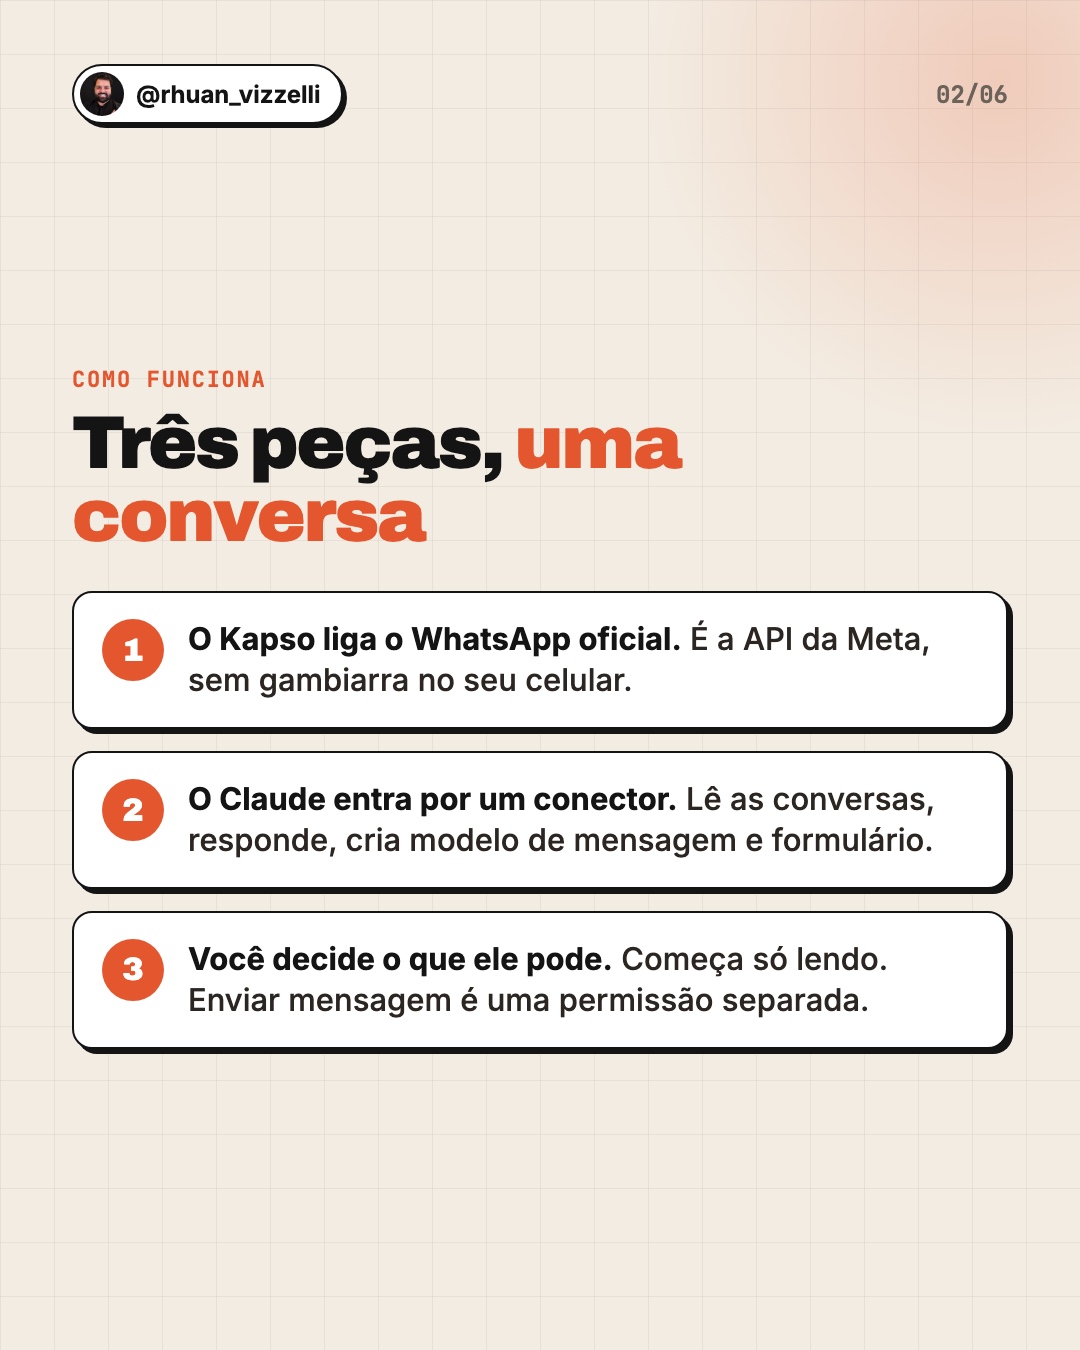 @rhuan_vizzelli
02/06
COMO FUNCIONA
Três peças, uma
conversa
1
O Kapso liga o WhatsApp oficial. É a API da Meta,
sem gambiarra no seu celular.
2
O Claude entra por um conector. Lê as conversas,
responde, cria modelo de mensagem e formulário.
3
Você decide o que ele pode. Começa só lendo.
Enviar mensagem é uma permissão separada.